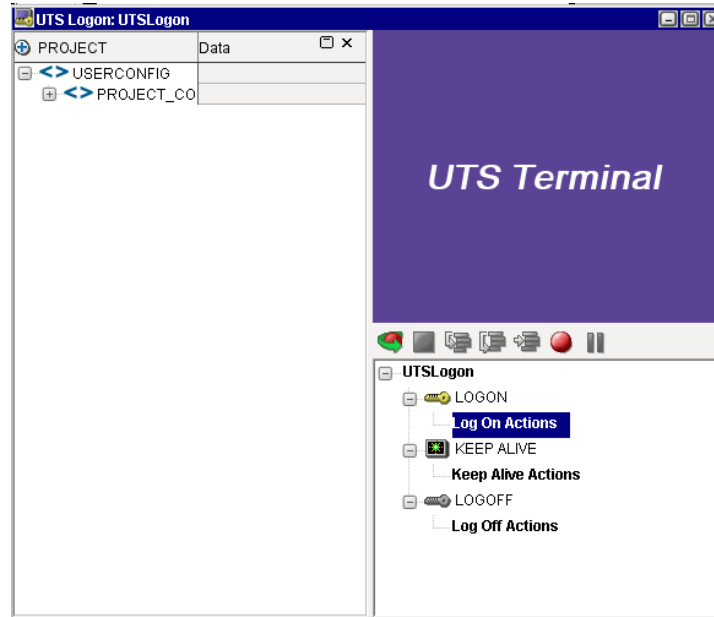 UTS Logon: UTSLogon
PROJECT Data
USERCONFIG
PROJECT_CO
UTS Terminal
UTSLogon
LOGON
Log On Actions
KEEP ALIVE
Keep Alive Actions
LOGOFF
Log Off Actions